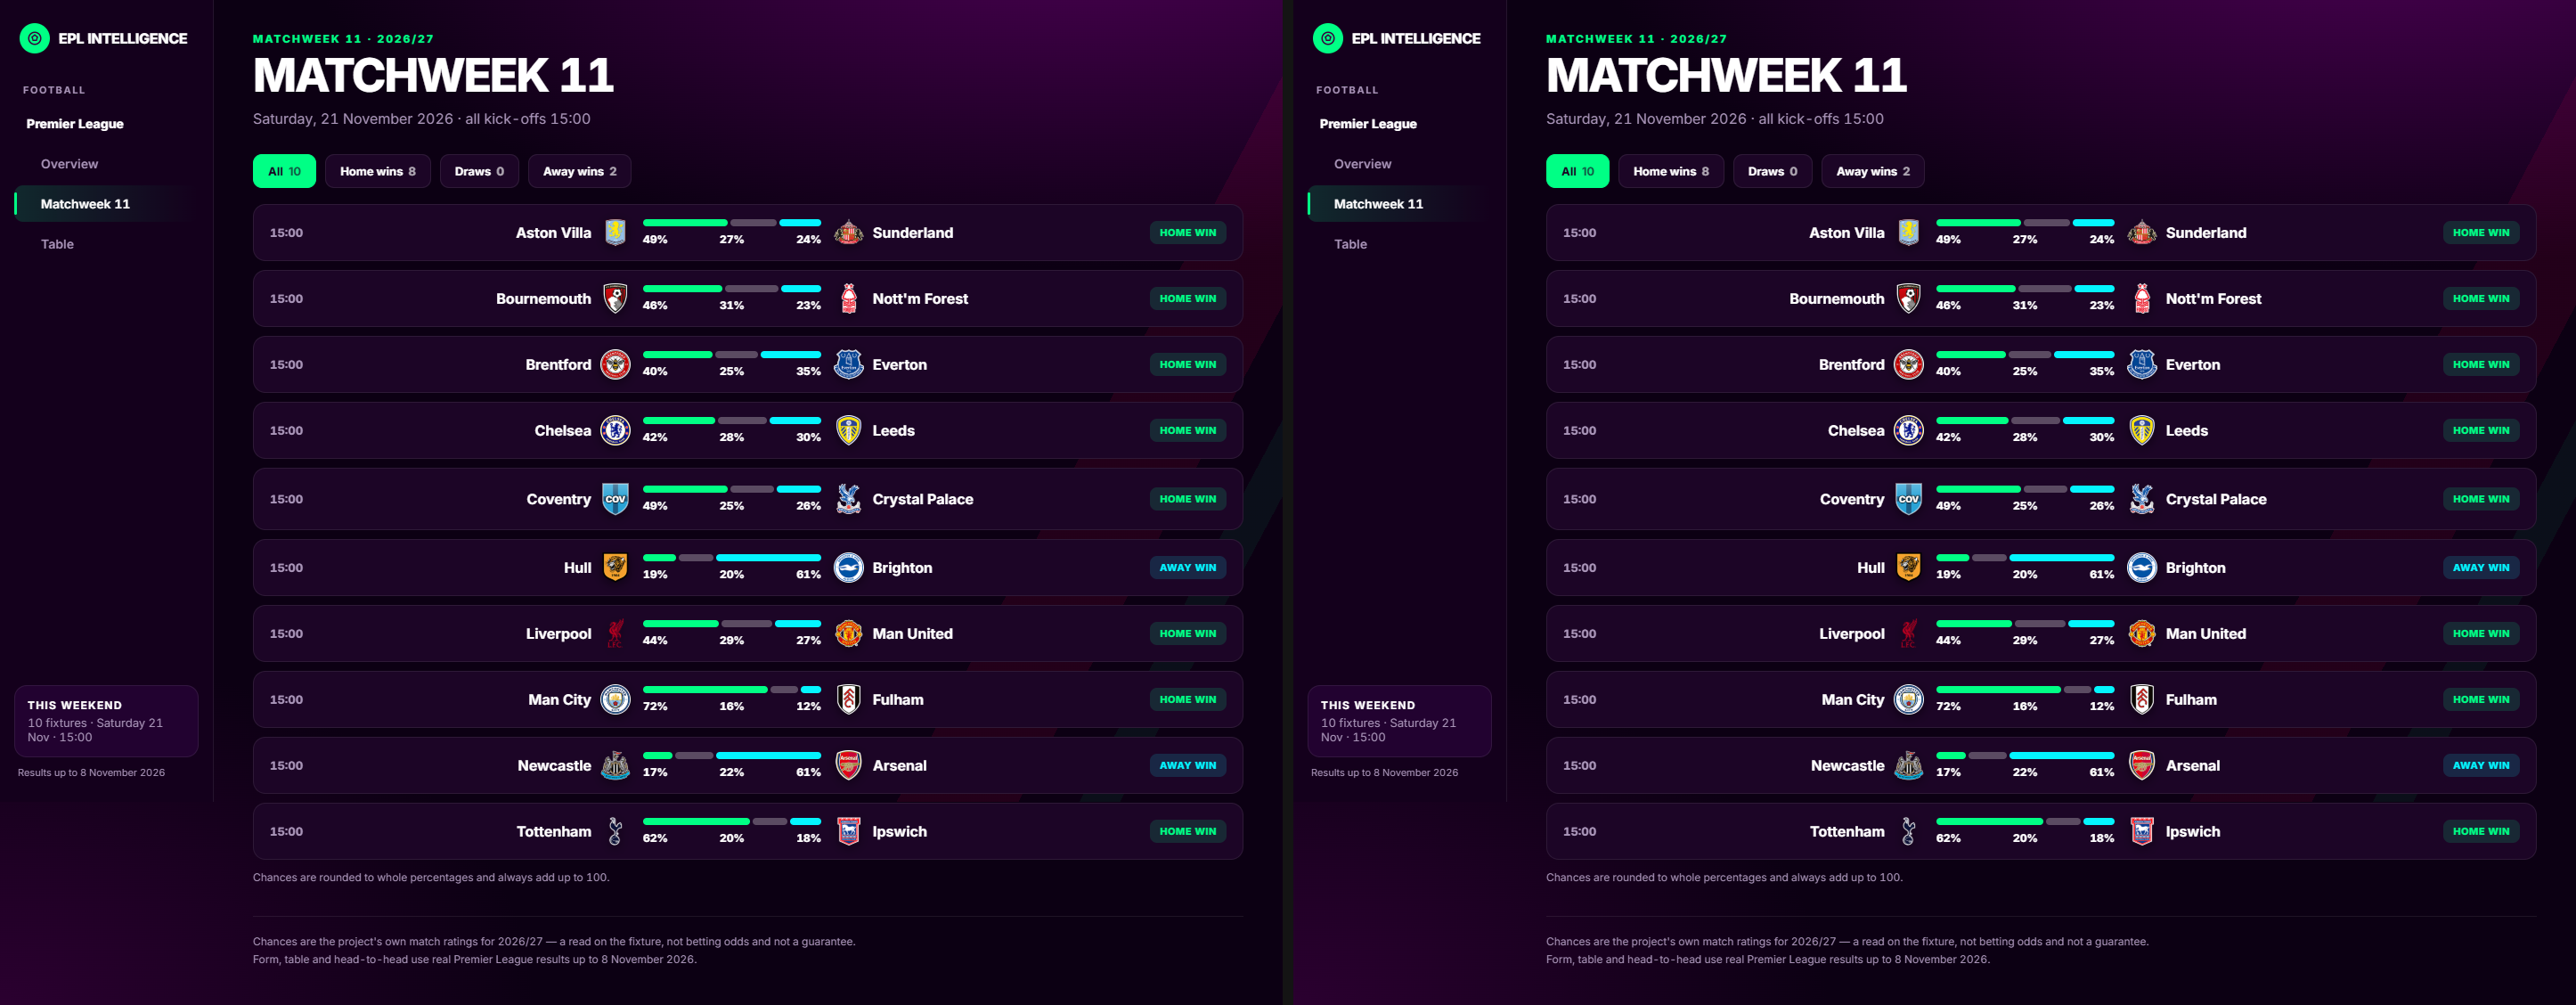 EPL INTELLIGENCE
FOOTBALL
Premier League
Overview
Matchweek 11
Table
THIS WEEKEND
10 fixtures · Saturday 21
Nov · 15:00
Results up to 8 November 2026
MATCHWEEK 11 · 2026/27
MATCHWEEK 11
Saturday, 21 November 2026 · all kick-offs 15:00
All 10 Home wins 8 Draws 0 Away wins 2
15:00 Aston Villa 49% 27% 24% Sunderland HOME WIN
15:00 Bournemouth 46% 31% 23% Nott'm Forest HOME WIN
15:00 Brentford 40% 25% 35% Everton HOME WIN
15:00 Chelsea 42% 28% 30% Leeds HOME WIN
15:00 Coventry COV 49% 25% 26% Crystal Palace HOME WIN
15:00 Hull 19% 20% 61% Brighton AWAY WIN
15:00 Liverpool 44% 29% 27% Man United HOME WIN
15:00 Man City 72% 16% 12% Fulham HOME WIN
15:00 Newcastle 17% 22% 61% Arsenal AWAY WIN
15:00 Tottenham 62% 20% 18% Ipswich HOME WIN
Chances are rounded to whole percentages and always add up to 100.
Chances are the project's own match ratings for 2026/27 — a read on the fixture, not betting odds and not a guarantee.
Form, table and head-to-head use real Premier League results up to 8 November 2026.
EPL INTELLIGENCE
FOOTBALL
Premier League
Overview
Matchweek 11
Table
THIS WEEKEND
10 fixtures · Saturday 21
Nov · 15:00
Results up to 8 November 2026
MATCHWEEK 11 · 2026/27
MATCHWEEK 11
Saturday, 21 November 2026 · all kick-offs 15:00
All 10 Home wins 8 Draws 0 Away wins 2
15:00 Aston Villa 49% 27% 24% Sunderland HOME WIN
15:00 Bournemouth 46% 31% 23% Nott'm Forest HOME WIN
15:00 Brentford 40% 25% 35% Everton HOME WIN
15:00 Chelsea 42% 28% 30% Leeds HOME WIN
15:00 Coventry COV 49% 25% 26% Crystal Palace HOME WIN
15:00 Hull 19% 20% 61% Brighton AWAY WIN
15:00 Liverpool 44% 29% 27% Man United HOME WIN
15:00 Man City 72% 16% 12% Fulham HOME WIN
15:00 Newcastle 17% 22% 61% Arsenal AWAY WIN
15:00 Tottenham 62% 20% 18% Ipswich HOME WIN
Chances are rounded to whole percentages and always add up to 100.
Chances are the project's own match ratings for 2026/27 — a read on the fixture, not betting odds and not a guarantee.
Form, table and head-to-head use real Premier League results up to 8 November 2026.